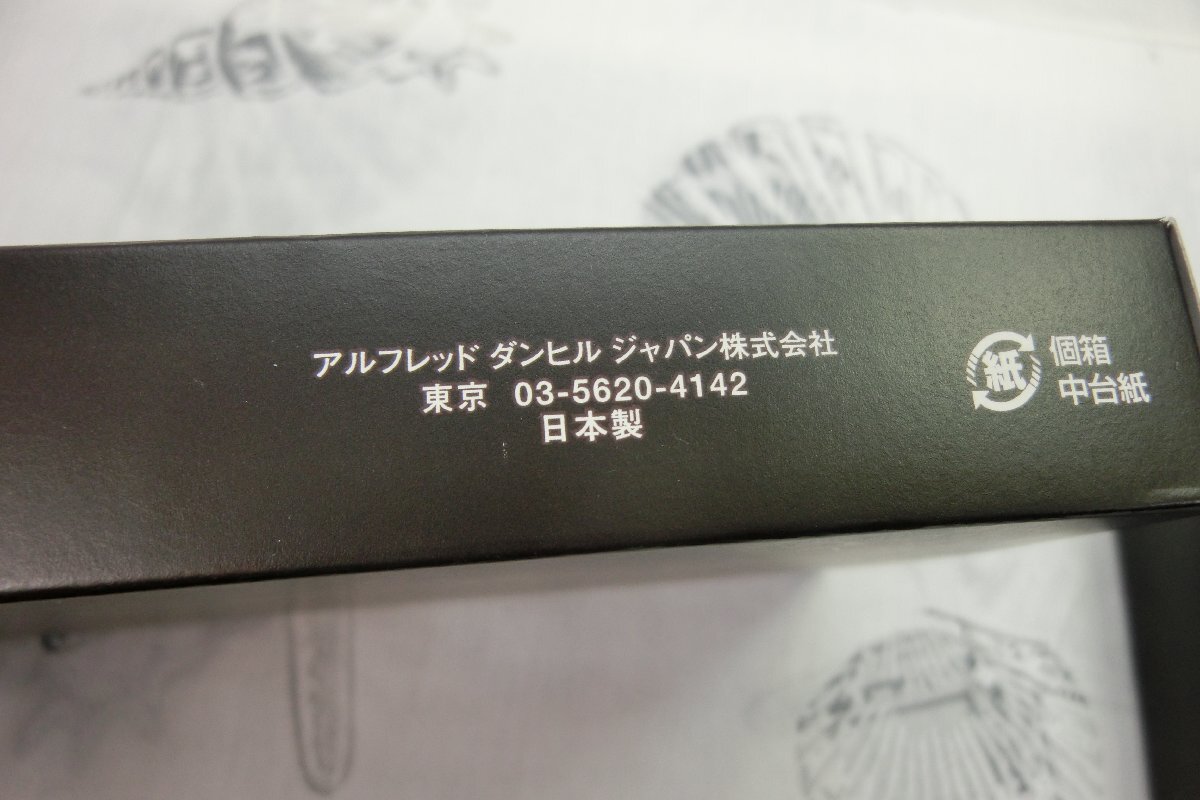 アルフレッド ダンヒル ジャパン株式会社
東京 03-5620-4142
日本製
紙
個箱
中台紙